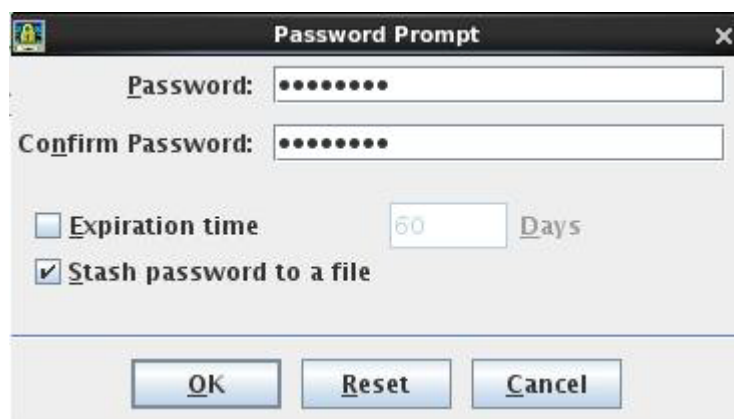 Password Prompt
Password: ••••••••
Confirm Password: ••••••••
Expiration time 60 Days
Stash password to a file
OK Reset Cancel